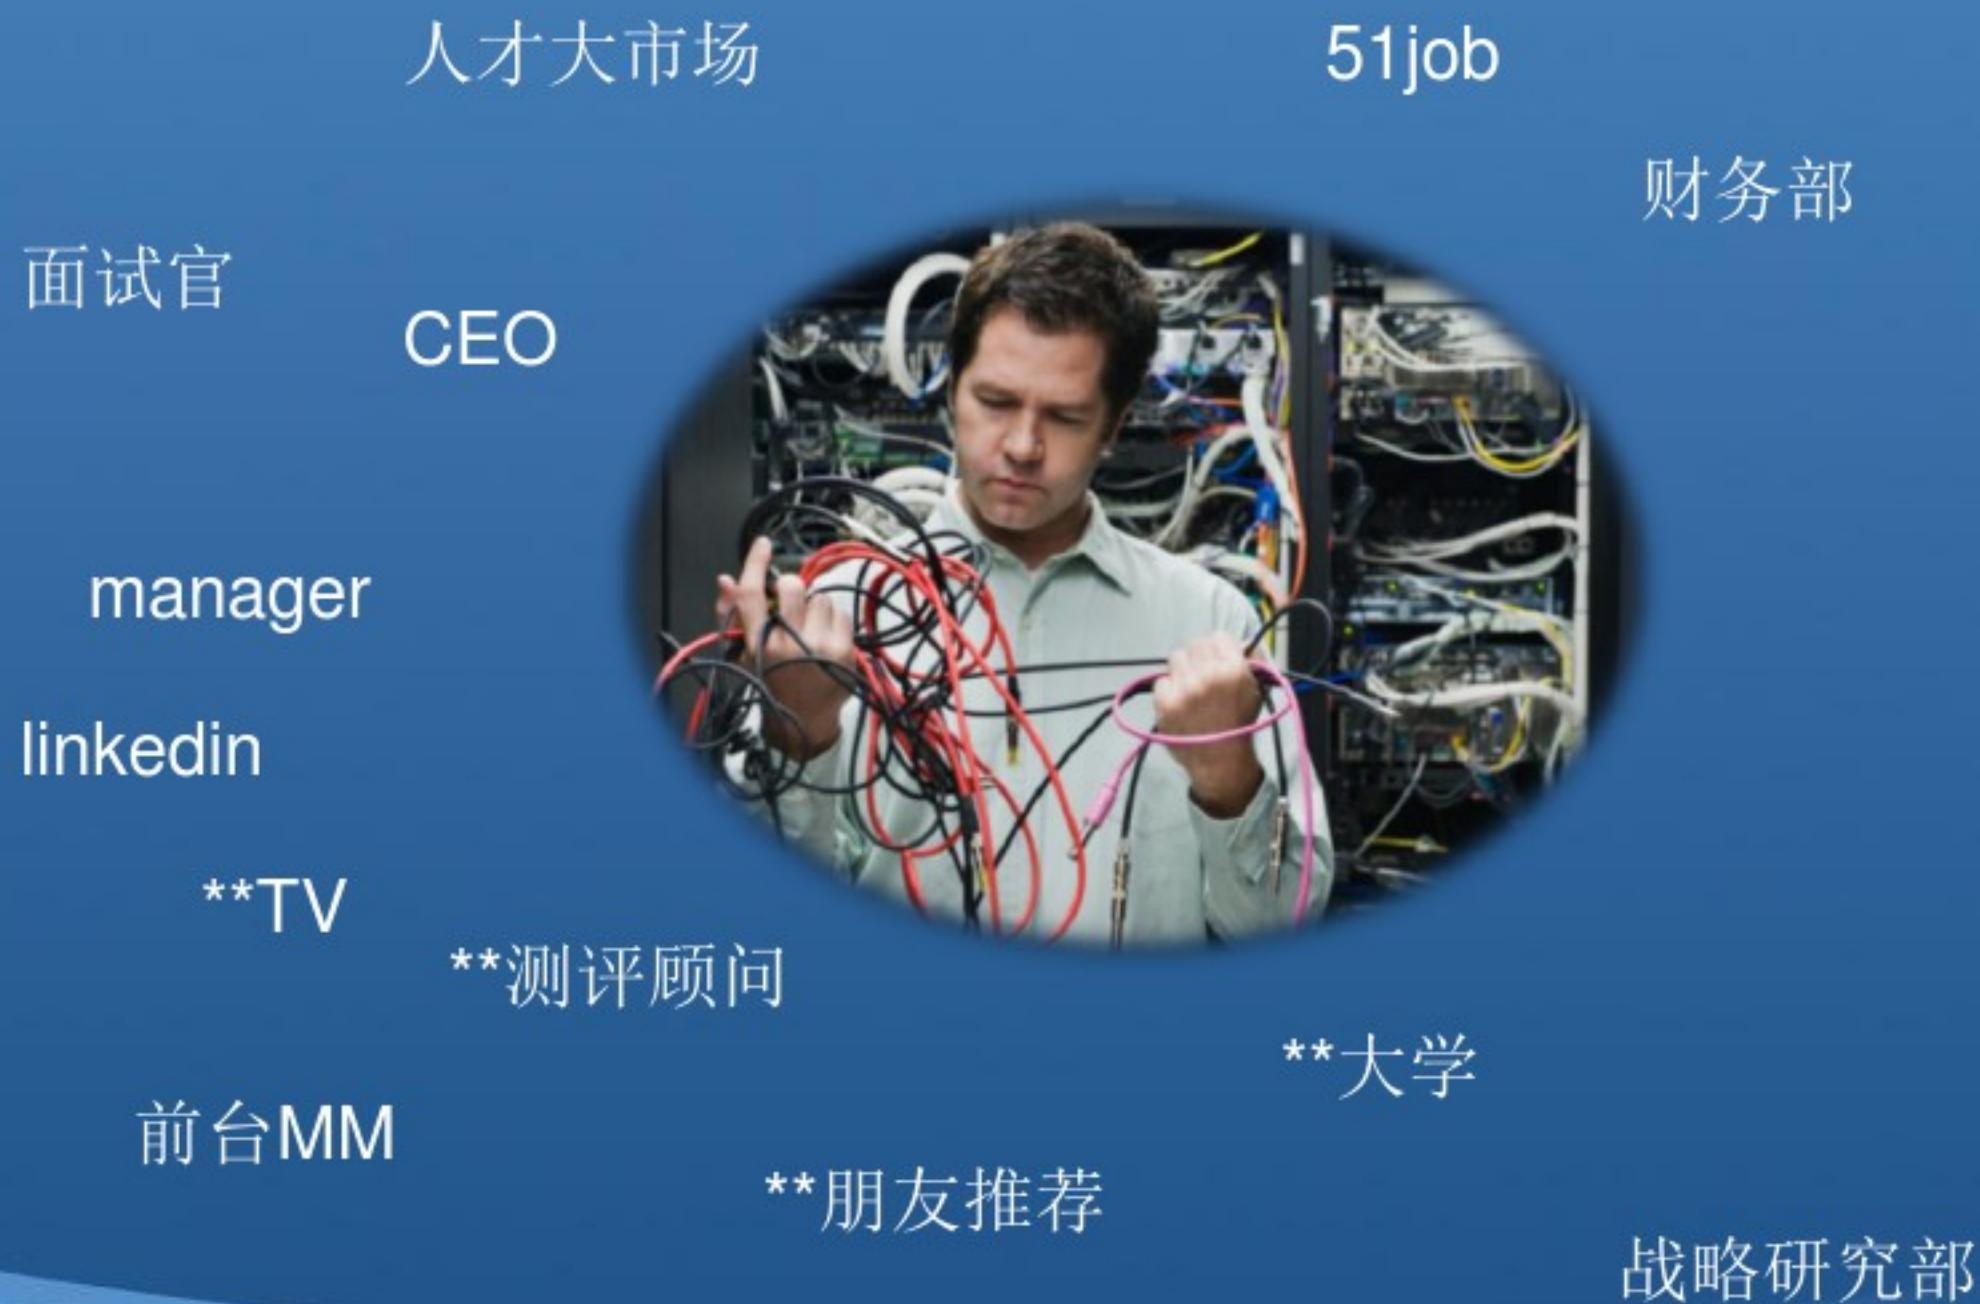 人才大市场
51job
财务部
面试官
CEO
manager
linkedin
**TV
**测评顾问
**大学
前台MM
**朋友推荐
战略研究部